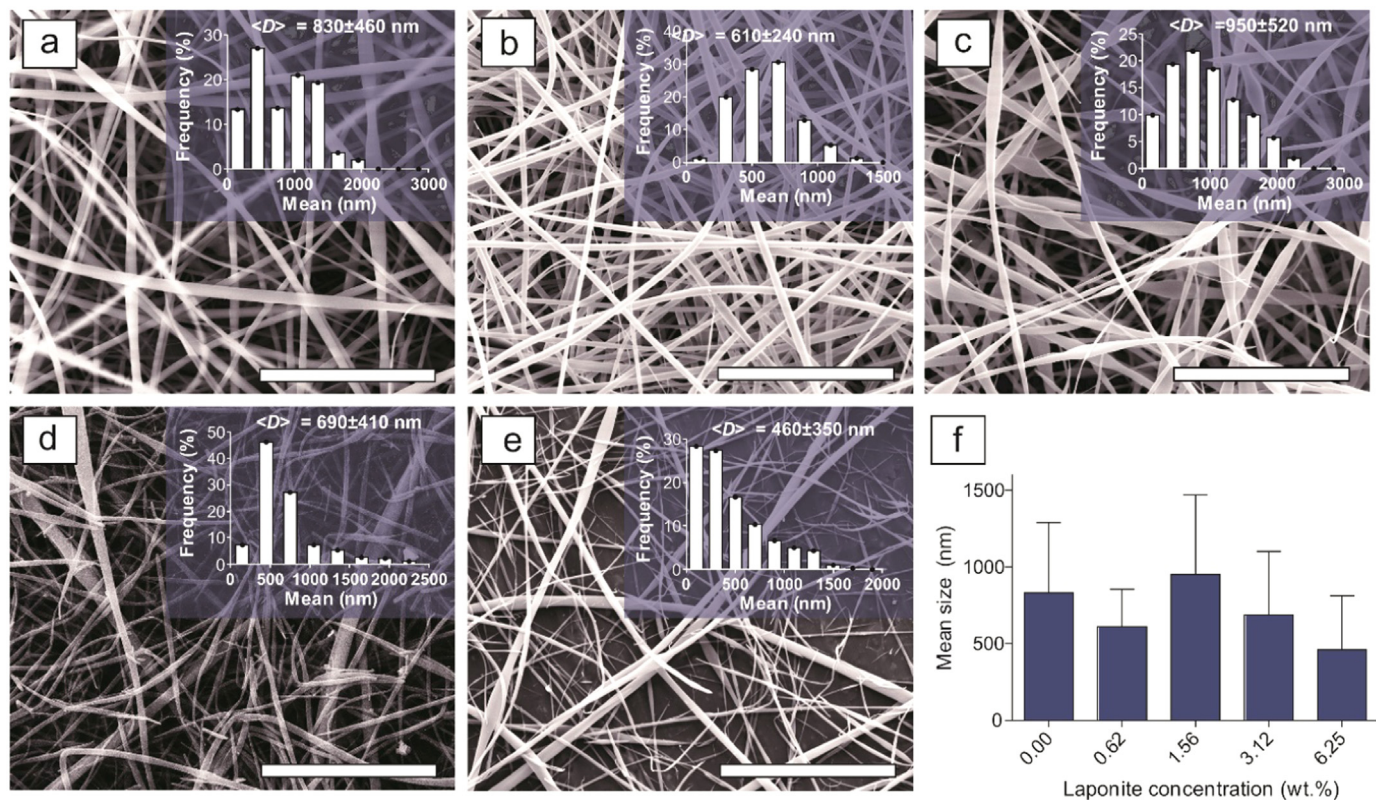 a
<D> = 830±460 nm
Frequency (%)
30
20
10
0
0 1000 2000 3000
Mean (nm)
b
<D> = 610±240 nm
Frequency (%)
40
30
20
10
0
0 500 1000 1500
Mean (nm)
c
<D> =950±520 nm
Frequency (%)
25
20
15
10
5
0
0 1000 2000 3000
Mean (nm)
d
<D> = 690±410 nm
Frequency (%)
50
40
30
20
10
0
0 500 1000 1500 2000 2500
Mean (nm)
e
<D> = 460±350 nm
Frequency (%)
30
20
10
0
0 500 1000 1500 2000
Mean (nm)
f
Mean size (nm)
1500
1000
500
0
0.00 0.62 1.56 3.12 6.25
Laponite concentration (wt.%)